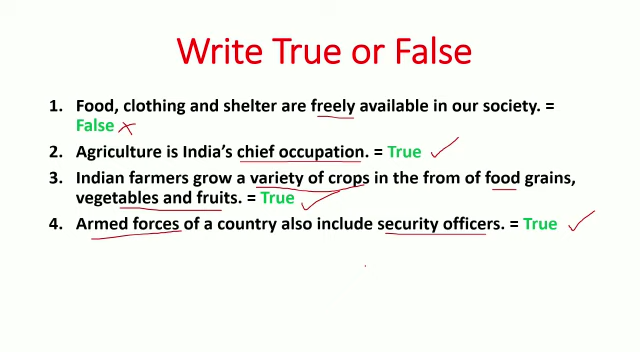 Write True or False
1. Food, clothing and shelter are freely available in our society. =
False
2. Agriculture is India's chief occupation. = True
3. Indian farmers grow a variety of crops in the from of food grains,
vegetables and fruits. = True
4. Armed forces of a country also include security officers. = True